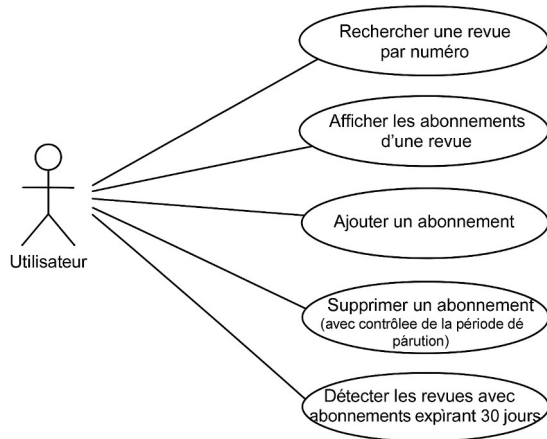 Rechercher une revue
par numéro
Afficher les abonnements
d'une revue
Ajouter un abonnement
Utilisateur
Supprimer un abonnement
(avec contrôlee de la période dé
párution)
Détecter les revues avec
abonnements expìrant 30 jours